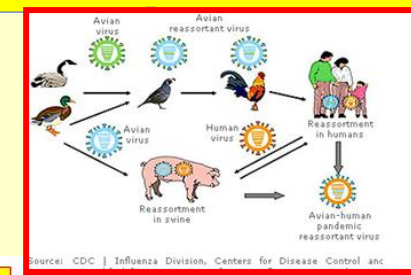 Avian
virus
Avian
reassortant virus
Avian
virus
Human
virus
Reassortment
in humans
Reassortment
in swine
Avian-human
pandemic
reassortant virus
Source: CDC | Influenza Division, Centers for Disease Control and